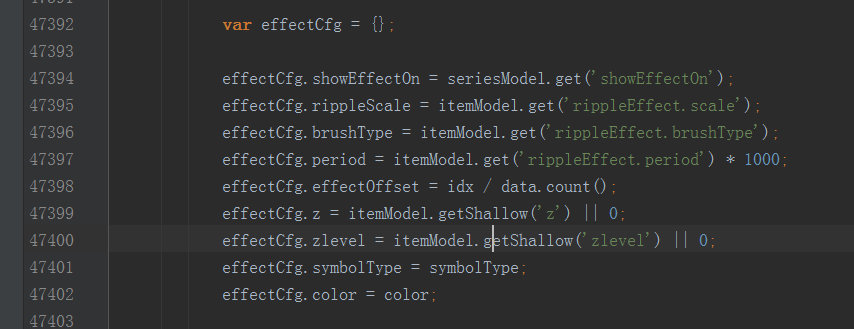 47392 var effectCfg = {};
47393
47394 effectCfg.showEffectOn = seriesModel.get('showEffectOn');
47395 effectCfg.rippleScale = itemModel.get('rippleEffect.scale');
47396 effectCfg.brushType = itemModel.get('rippleEffect.brushType');
47397 effectCfg.period = itemModel.get('rippleEffect.period') * 1000;
47398 effectCfg.effectOffset = idx / data.count();
47399 effectCfg.z = itemModel.getShallow('z') || 0;
47400 effectCfg.zlevel = itemModel.getShallow('zlevel') || 0;
47401 effectCfg.symbolType = symbolType;
47402 effectCfg.color = color;
47403